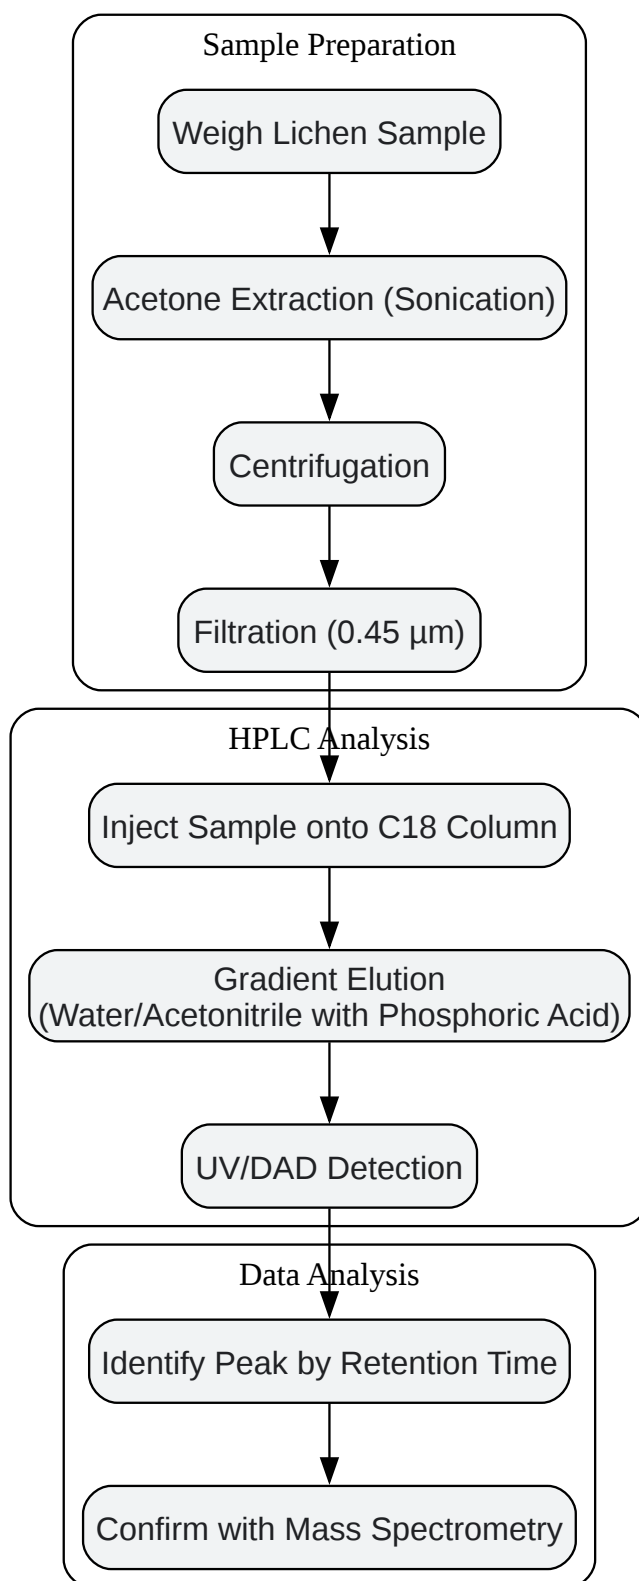 Sample Preparation
Weigh Lichen Sample
Acetone Extraction (Sonication)
Centrifugation
Filtration (0.45 µm)
HPLC Analysis
Inject Sample onto C18 Column
Gradient Elution
(Water/Acetonitrile with Phosphoric Acid)
UV/DAD Detection
Data Analysis
Identify Peak by Retention Time
Confirm with Mass Spectrometry